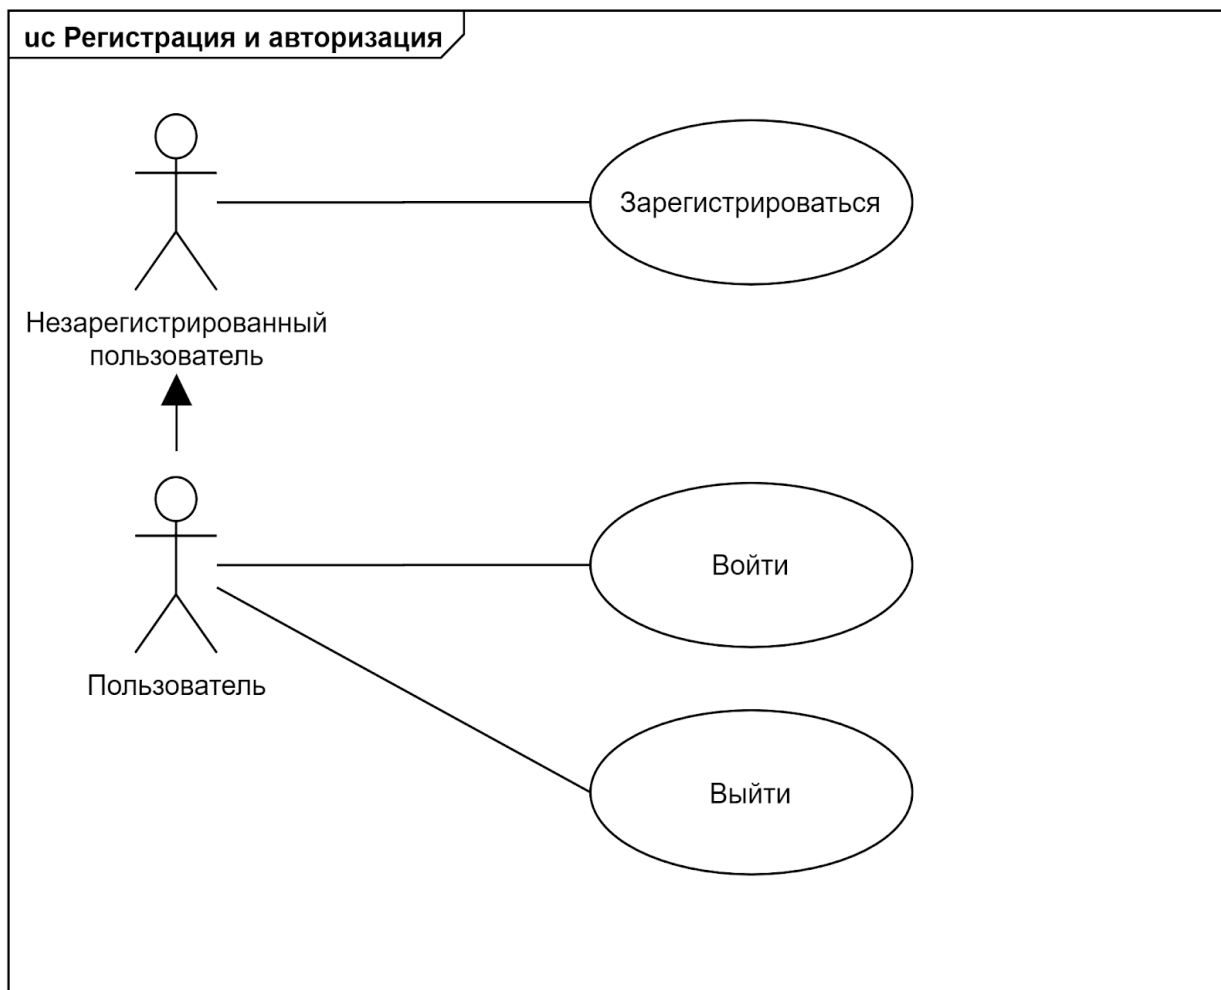 uc Регистрация и авторизация
Зарегистрироваться
Незарегистрированный
пользователь
Войти
Пользователь
Выйти